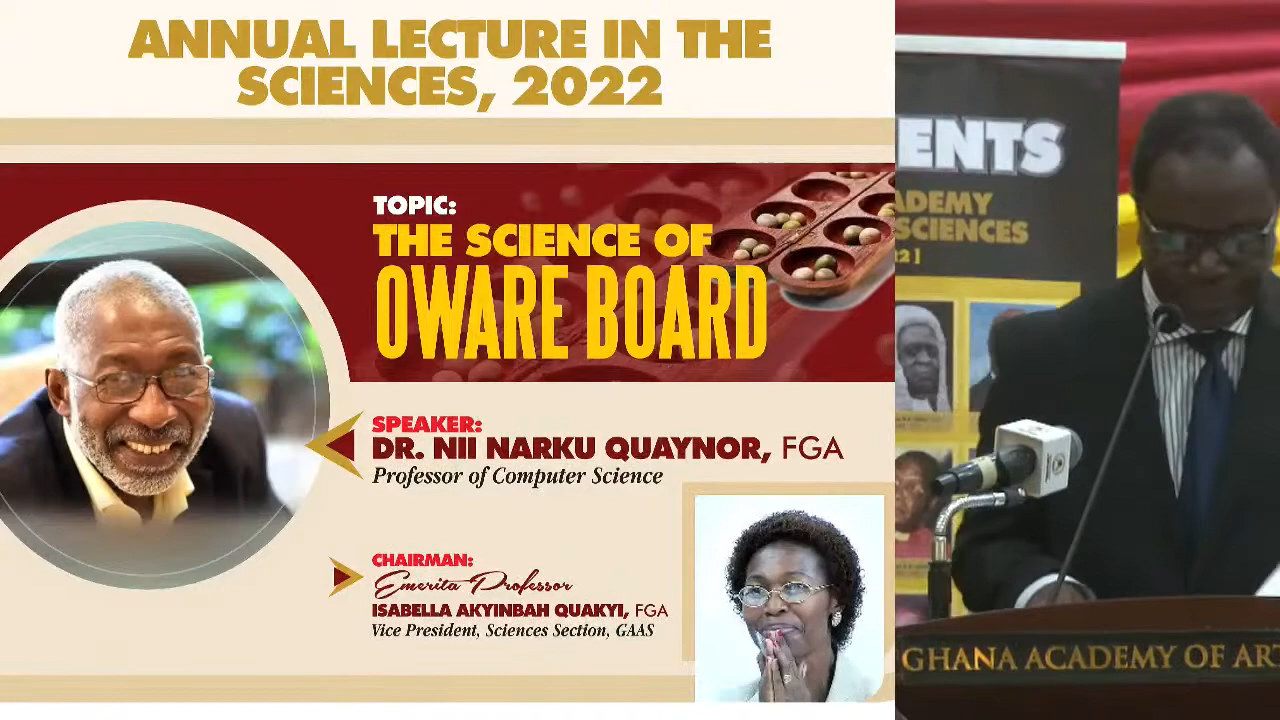 ANNUAL LECTURE IN THE
SCIENCES, 2022
TOPIC:
THE SCIENCE OF
OWARE BOARD
SPEAKER:
DR. NII NARKU QUAYNOR, FGA
Professor of Computer Science
CHAIRMAN:
Emerita Professor
ISABELLA AKYINBAH QUAKYI, FGA
Vice President, Sciences Section, GAAS
ENTS
ADEMY
SCIENCES
2 ]
GHANA ACADEMY OF ART